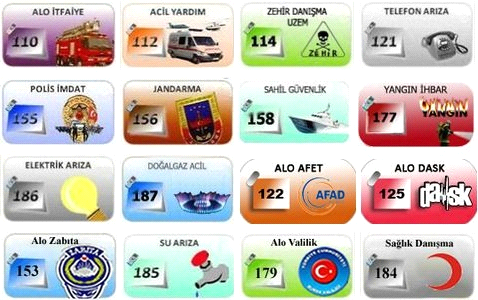 ALO İTFAİYE
110
ACİL YARDIM
112
ZEHİR DANIŞMA
UZEM
114
ZEHİR
TELEFON ARIZA
121
POLİS İMDAT
155
JANDARMA
156
SAHİL GÜVENLİK
158
YANGIN İHBAR
177
YANGIN
ELEKTRİK ARIZA
186
DOĞALGAZ ACİL
187
ALO AFET
122
AFAD
ALO DASK
125
dask
Alo Zabıta
153
ZABITA
SU ARIZA
185
Alo Valilik
179
Sağlık Danışma
184